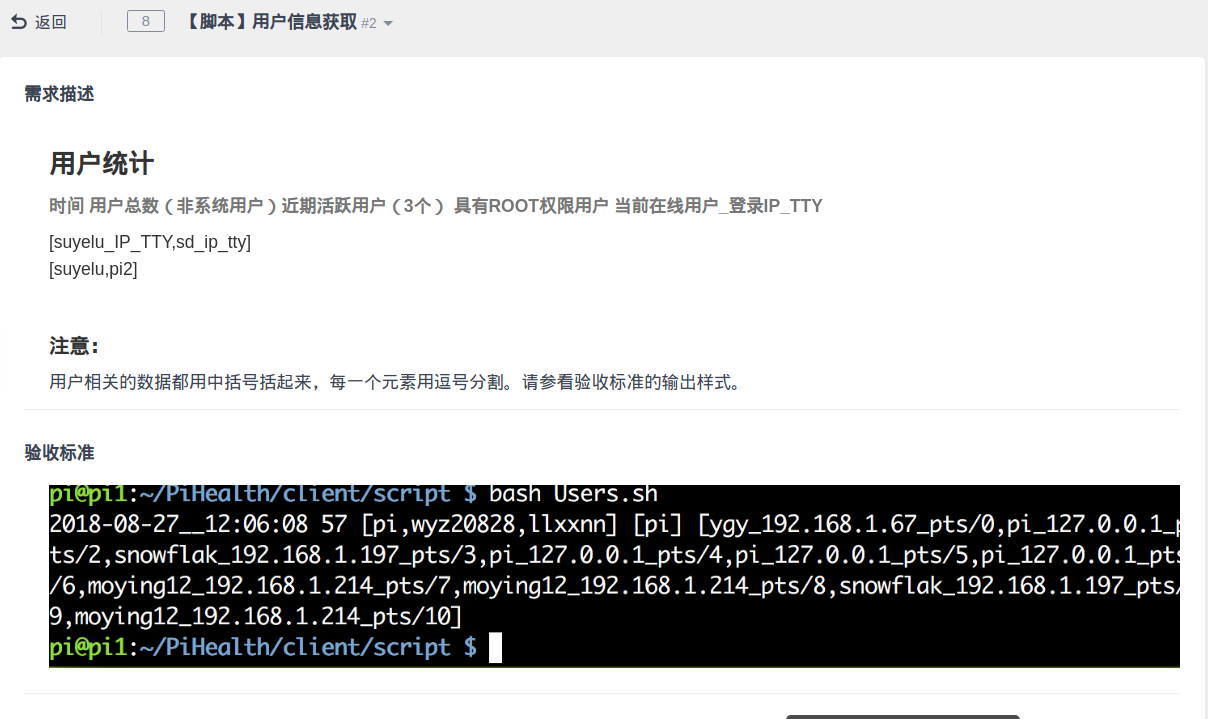 返回 8 【脚本】用户信息获取 #2
需求描述
用户统计
时间 用户总数（非系统用户）近期活跃用户（3个） 具有ROOT权限用户 当前在线用户_登录IP_TTY
[suyelu_IP_TTY,sd_ip_tty]
[suyelu,pi2]
注意：
用户相关的数据都用中括号括起来，每一个元素用逗号分割。请参看验收标准的输出样式。
验收标准
pi@pi1:~/PiHealth/client/script $ bash Users.sh
2018-08-27__12:06:08 57 [pi,wyz20828,llxxnn] [pi] [ygy_192.168.1.67_pts/0,pi_127.0.0.1_p
ts/2,snowflak_192.168.1.197_pts/3,pi_127.0.0.1_pts/4,pi_127.0.0.1_pts/5,pi_127.0.0.1_pts
/6,moying12_192.168.1.214_pts/7,moying12_192.168.1.214_pts/8,snowflak_192.168.1.197_pts/
9,moying12_192.168.1.214_pts/10]
pi@pi1:~/PiHealth/client/script $